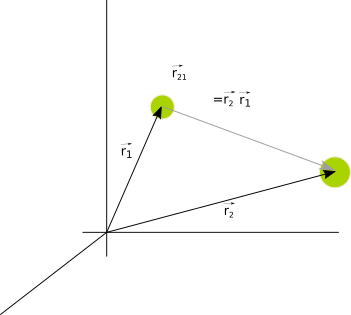 r₂₁
=r₂ r₁
r₁
r₂